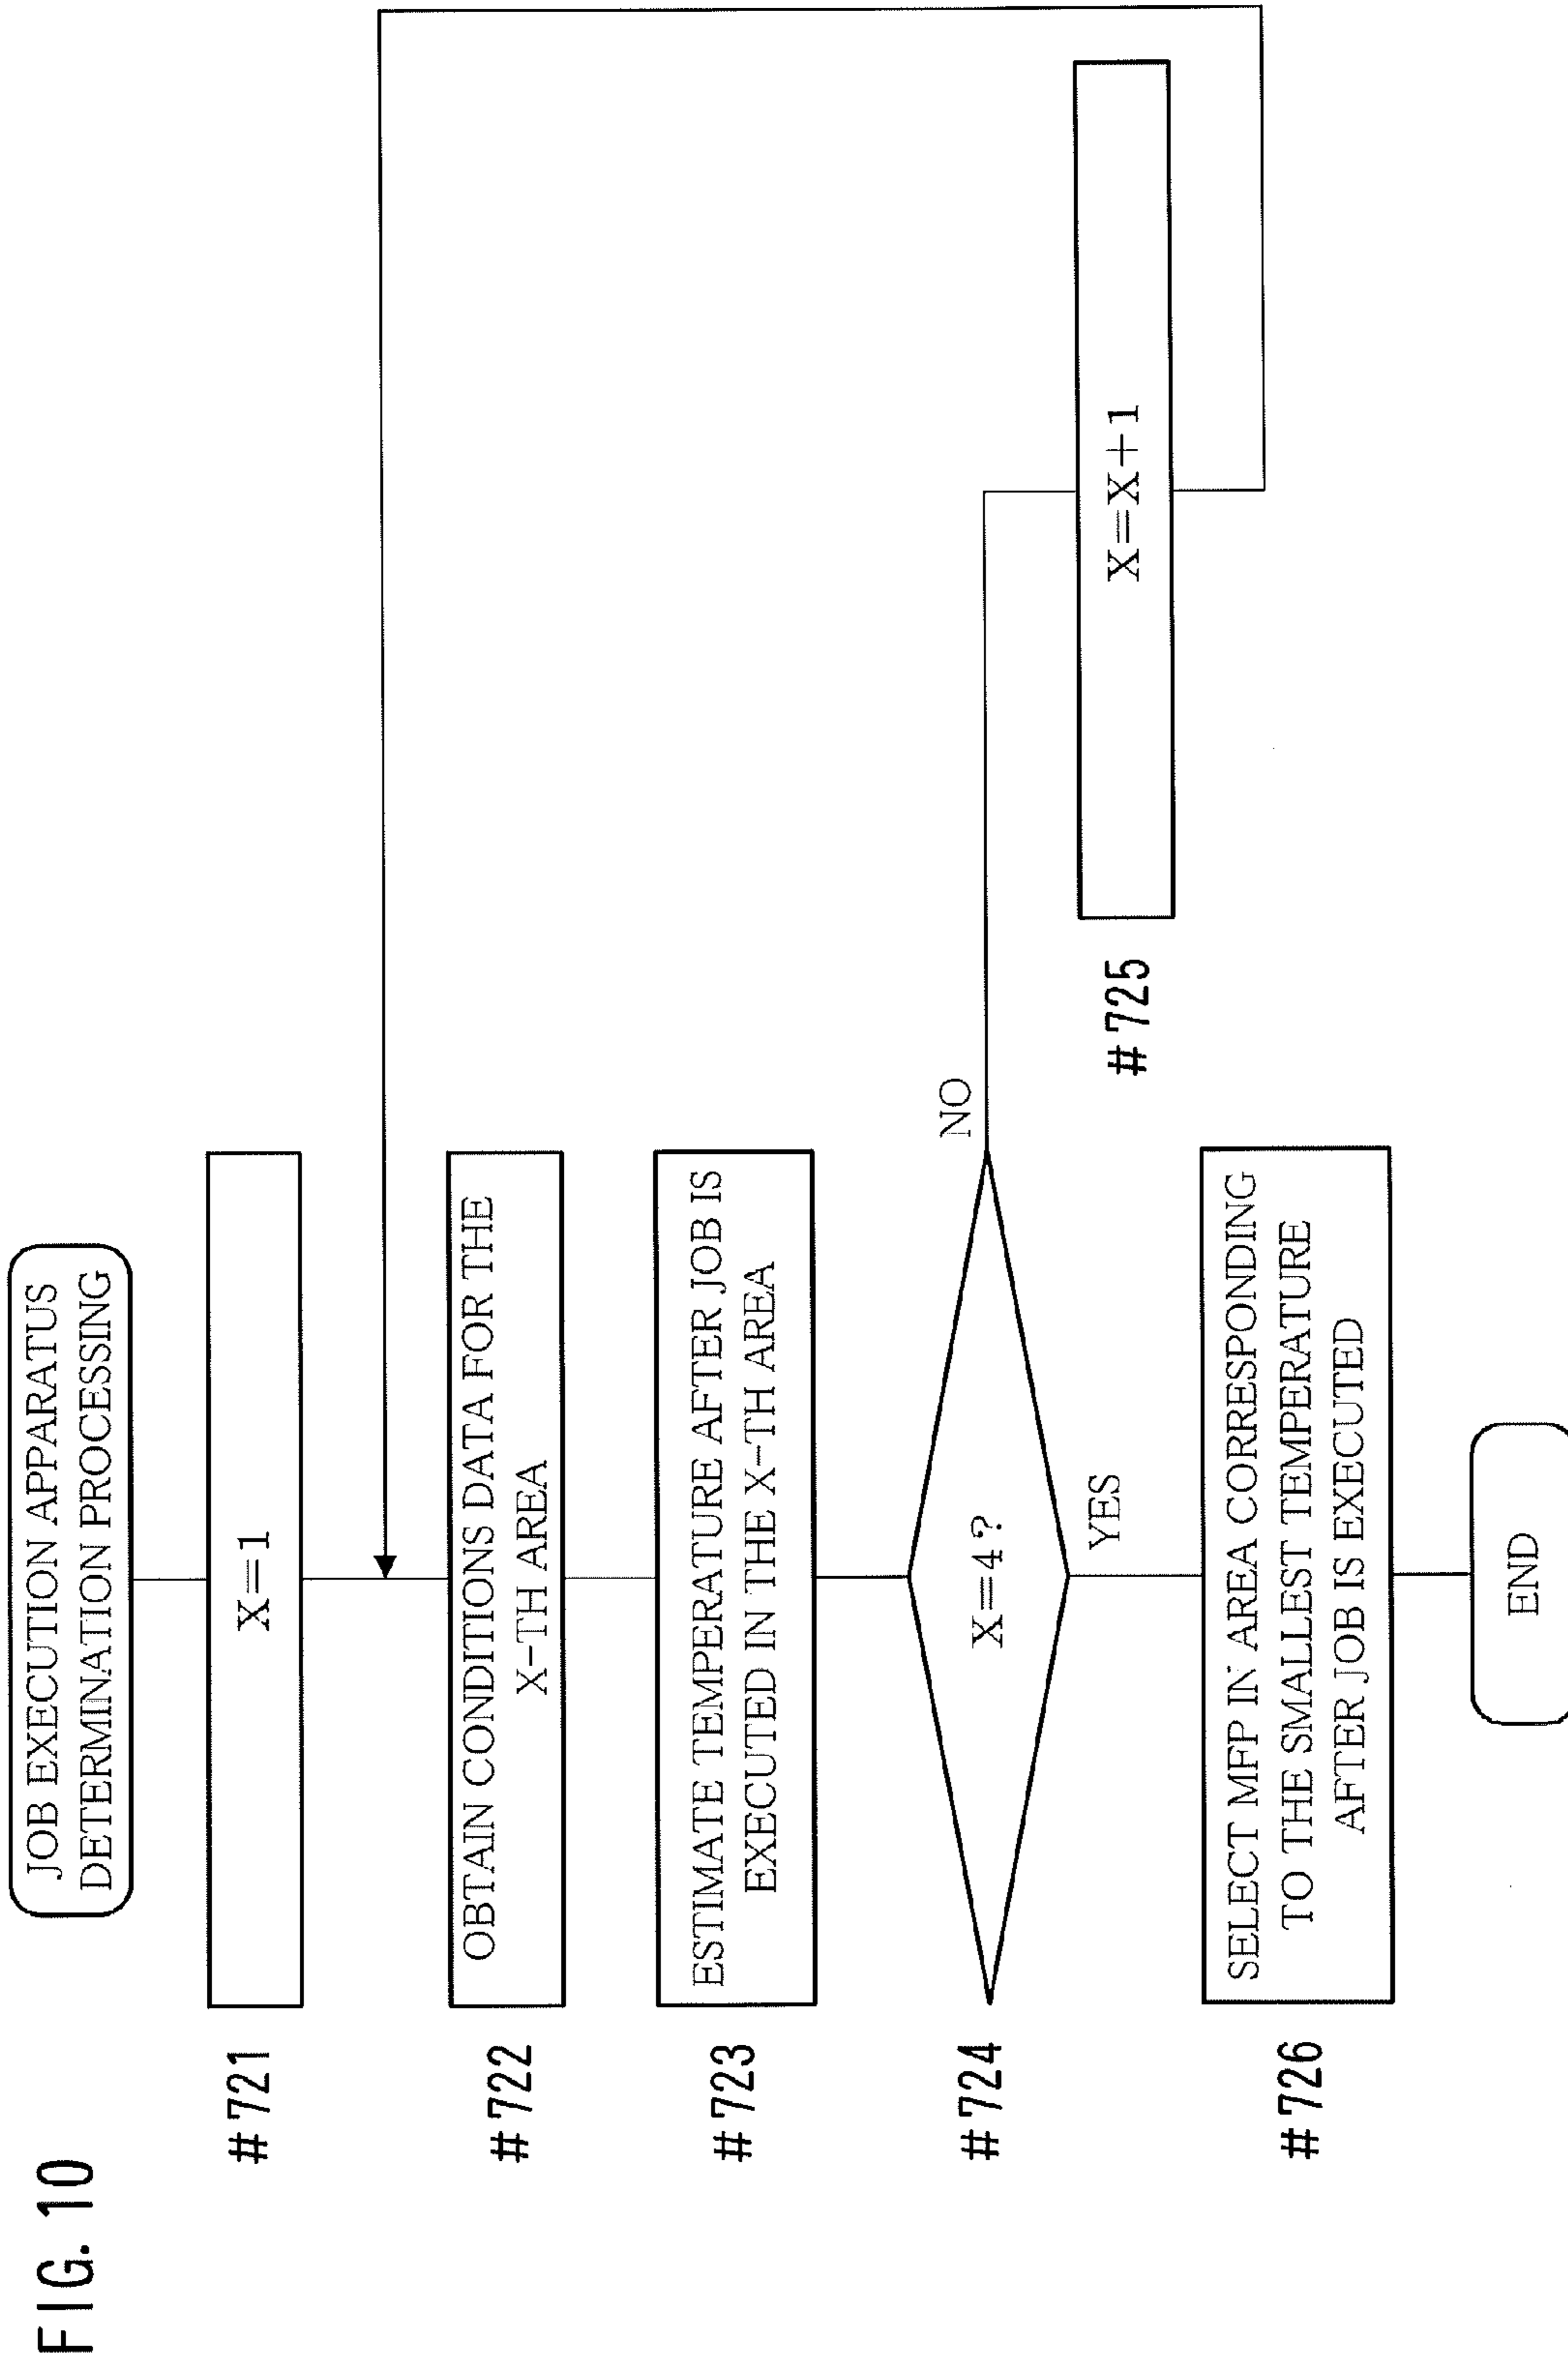 FIG. 10
JOB EXECUTION APPARATUS
DETERMINATION PROCESSING
#721
X=1
#722
OBTAIN CONDITIONS DATA FOR THE
X-TH AREA
#723
ESTIMATE TEMPERATURE AFTER JOB IS
EXECUTED IN THE X-TH AREA
#724
X=4?
NO
YES
#725
X=X+1
#726
SELECT MFP IN AREA CORRESPONDING
TO THE SMALLEST TEMPERATURE
AFTER JOB IS EXECUTED
END